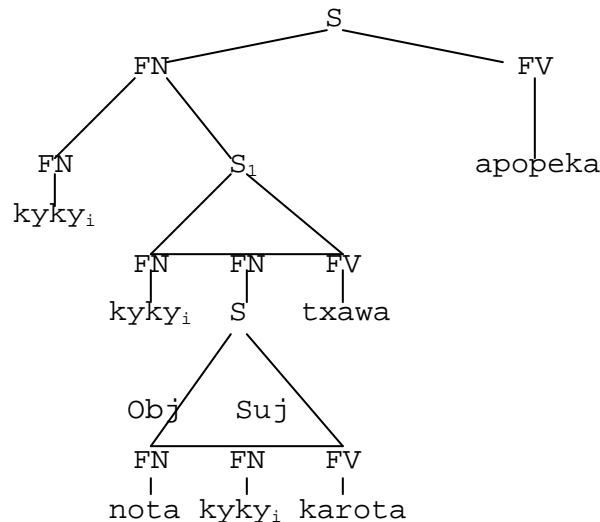 S
FN FV
FN S₁ apopeka
kykyᵢ
FN FN FV
kykyᵢ S txawa
Obj Suj
FN FN FV
nota kykyᵢ karota